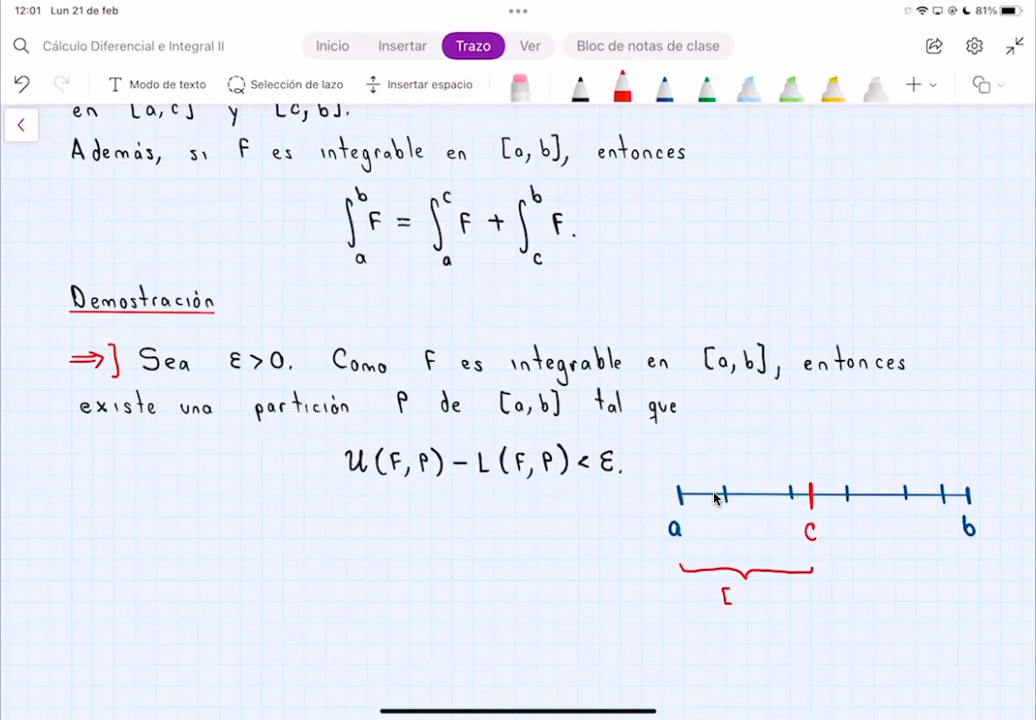 12:01 Lun 21 de feb
81%
Cálculo Diferencial e Integral II
Inicio Insertar Trazo Ver Bloc de notas de clase
Modo de texto Selección de lazo Insertar espacio
en [a, c] y [c, b].
Además, si f es integrable en [a, b], entonces
∫_a^b f = ∫_a^c f + ∫_c^b f.
Demostración
⇒] Sea ε > 0. Como f es integrable en [a, b], entonces
existe una partición P de [a, b] tal que
U(f, P) − L(f, P) < ε.
a c b
[